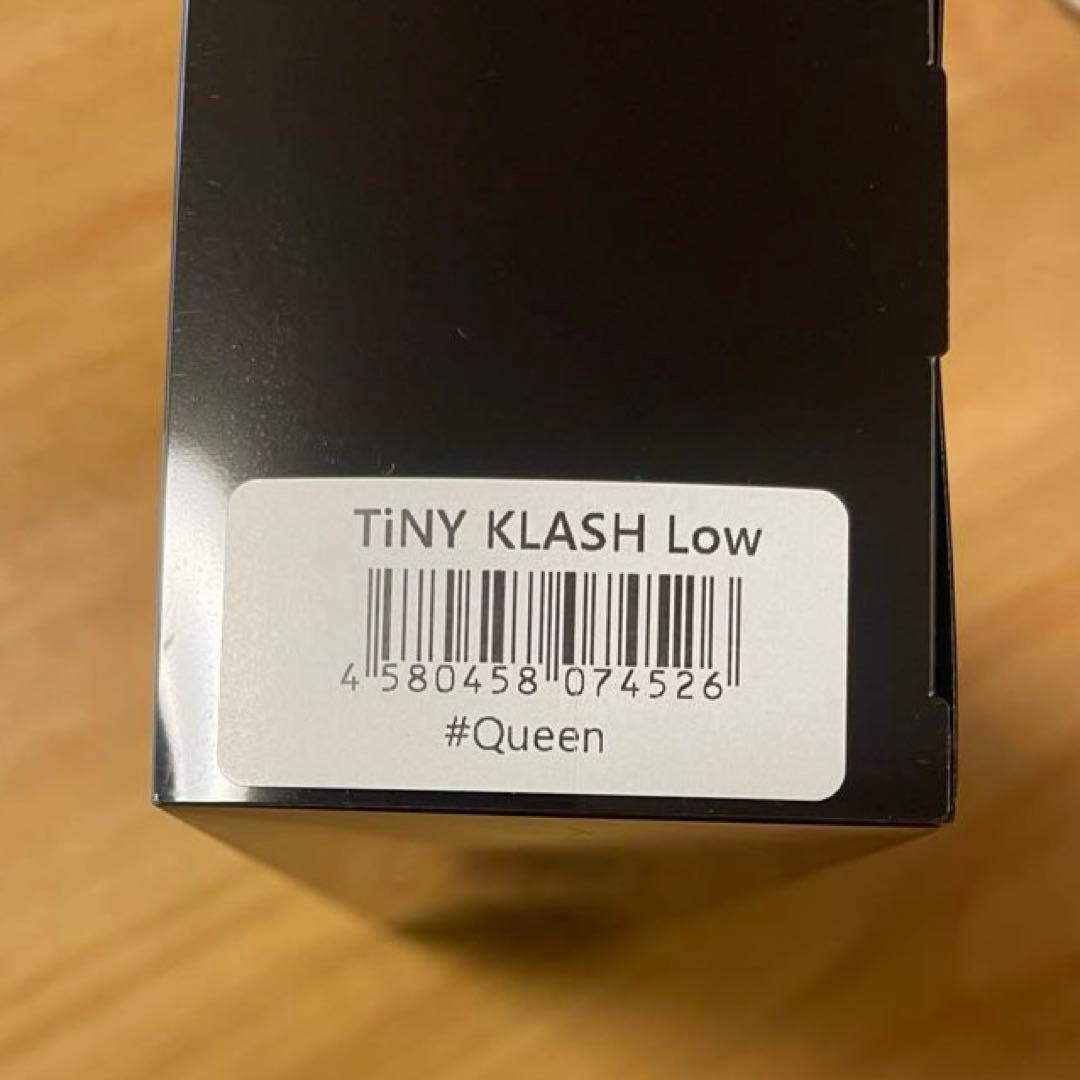 TiNY KLASH Low
4 580458 074526
#Queen